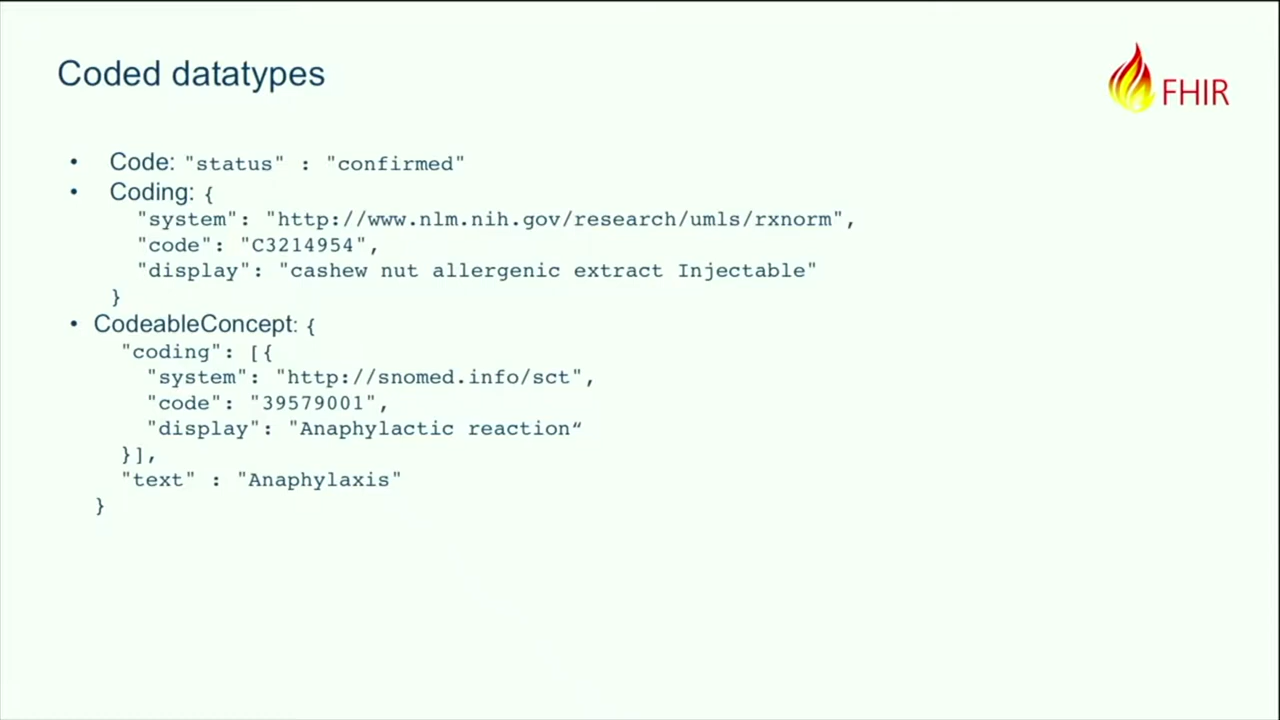 Coded datatypes
FHIR
• Code: "status" : "confirmed"
• Coding: {
"system": "http://www.nlm.nih.gov/research/umls/rxnorm",
"code": "C3214954",
"display": "cashew nut allergenic extract Injectable"
}
• CodeableConcept: {
"coding": [{
"system": "http://snomed.info/sct",
"code": "39579001",
"display": "Anaphylactic reaction“
}],
"text" : "Anaphylaxis"
}